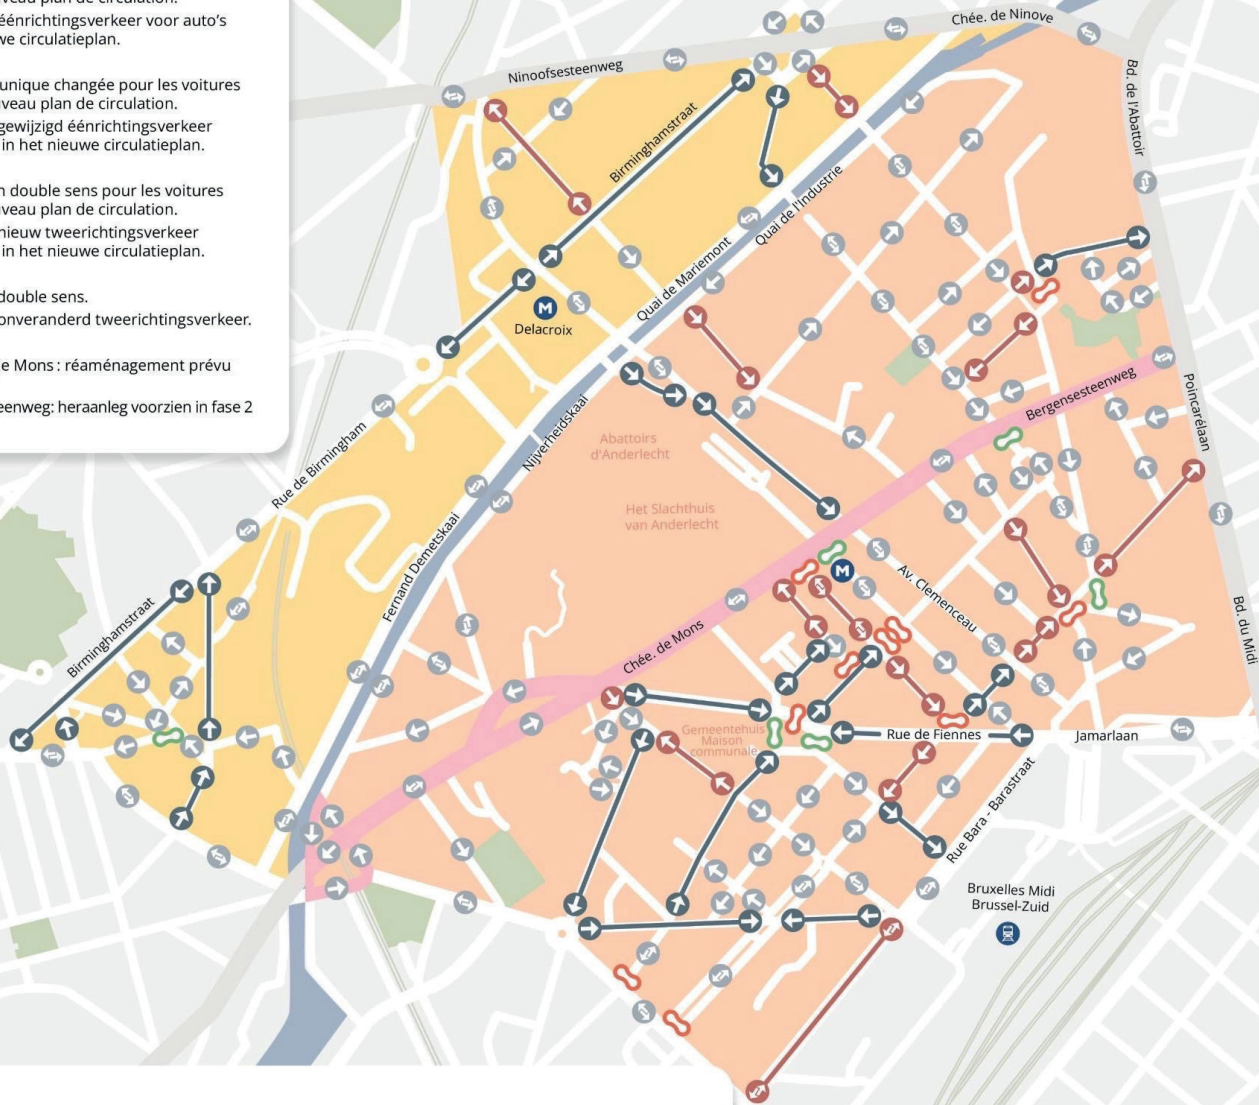 veau plan de circulation.
éénrichtingsverkeer voor auto's
we circulatieplan.
unique changée pour les voitures
uveau plan de circulation.
gewijzigd éénrichtingsverkeer
in het nieuwe circulatieplan.
n double sens pour les voitures
uveau plan de circulation.
nieuw tweerichtingsverkeer
in het nieuwe circulatieplan.
double sens.
onveranderd tweerichtingsverkeer.
e Mons : réaménagement prévu
eenweg: heraanleg voorzien in fase 2
Chée. de Ninove
Ninoofsesteenweg
Bd. de l'Abattoir
Birminghamstraat
Quai de l'Industrie
Quai de Mariemont
M
Delacroix
Bergensesteenweg
Poincarélaan
Nijverheidskaai
Rue de Birmingham
Abattoirs
d'Anderlecht
Het Slachthuis
van Anderlecht
Fernand Demetskaai
M
Av. Clemenceau
Birminghamstraat
Chée. de Mons
Bd. du Midi
Gemeentehuis
Maison
communale
Rue de Fiennes
Jamarlaan
Rue Bara - Barastraat
Bruxelles Midi
Brussel-Zuid